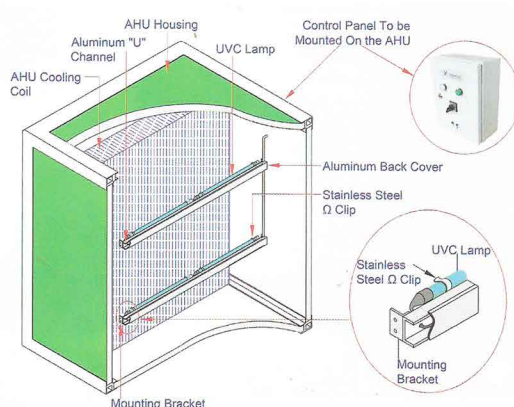 AHU Housing
Control Panel To be
Mounted On the AHU
Aluminum "U"
Channel
UVC Lamp
AHU Cooling
Coil
Aluminum Back Cover
Stainless Steel
Ω Clip
UVC Lamp
Stainless
Steel Ω Clip
Mounting
Bracket
Mounting Bracket